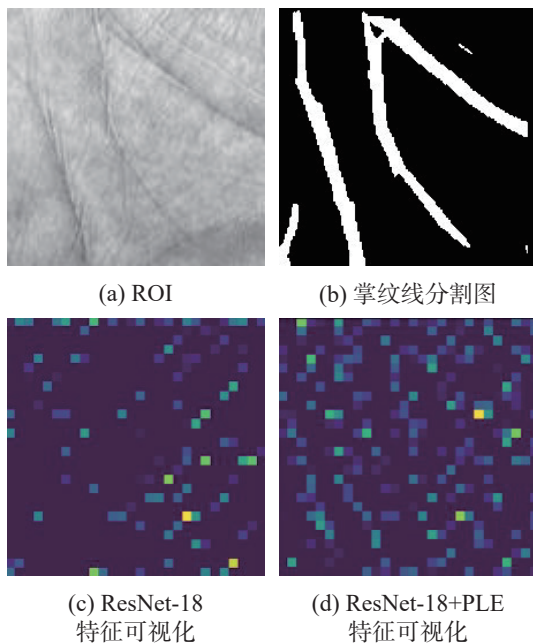 (a) ROI
(b) 掌纹线分割图
(c) ResNet-18
特征可视化
(d) ResNet-18+PLE
特征可视化